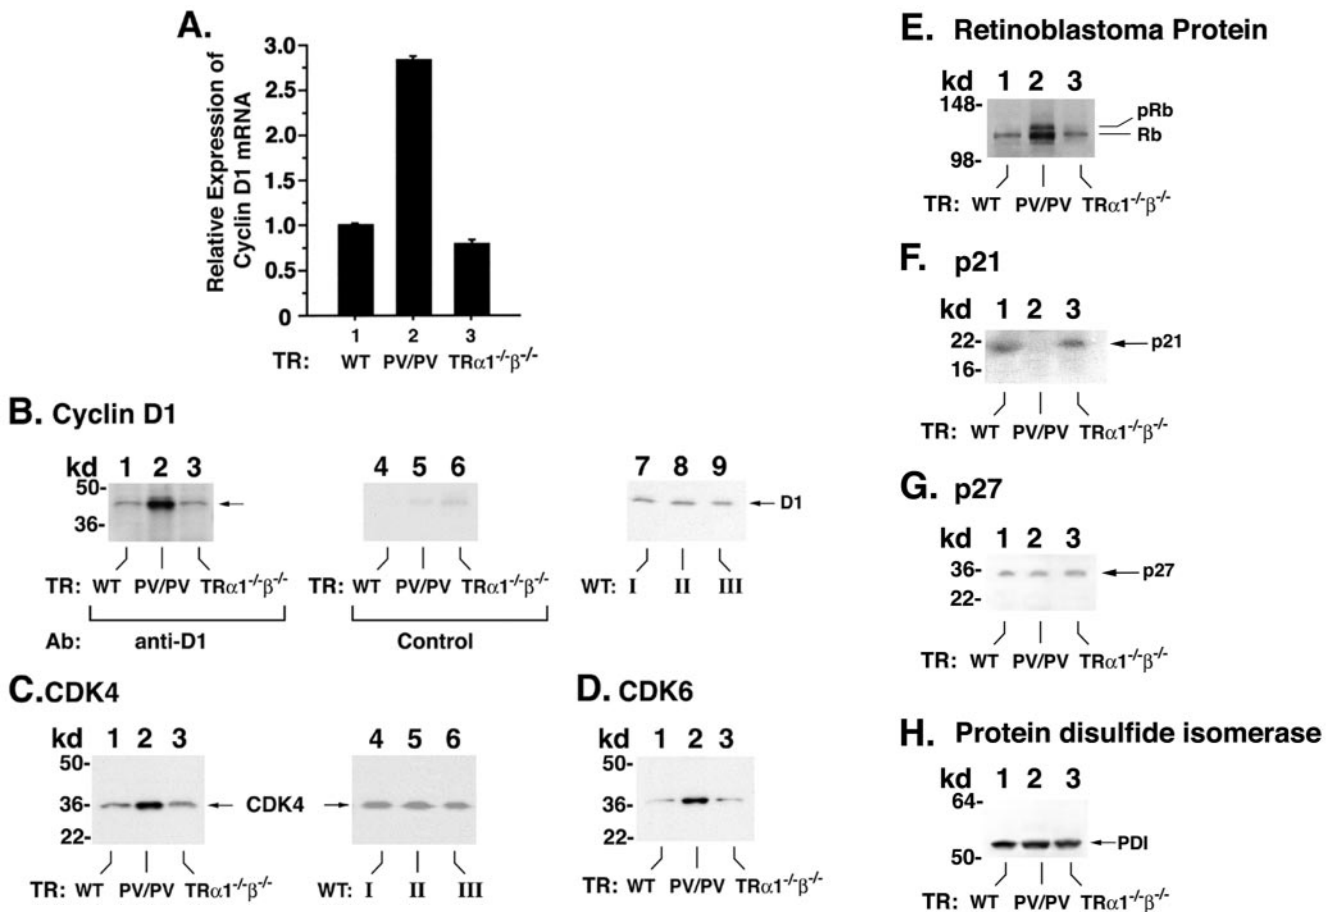 A.
Relative Expression of
Cyclin D1 mRNA
3.0
2.5
2.0
1.5
1.0
0.5
0
1 2 3
TR: WT PV/PV TRα1-/-β-/-
B. Cyclin D1
kd 1 2 3
50-
36-
TR: WT PV/PV TRα1-/-β-/-
Ab: anti-D1
4 5 6
TR: WT PV/PV TRα1-/-β-/-
Control
7 8 9
D1
WT: I II III
C. CDK4
kd 1 2 3
50-
36-
22-
CDK4
TR: WT PV/PV TRα1-/-β-/-
4 5 6
WT: I II III
D. CDK6
kd 1 2 3
50-
36-
22-
TR: WT PV/PV TRα1-/-β-/-
E. Retinoblastoma Protein
kd 1 2 3
148-
pRb
Rb
98-
TR: WT PV/PV TRα1-/-β-/-
F. p21
kd 1 2 3
22-
p21
16-
TR: WT PV/PV TRα1-/-β-/-
G. p27
kd 1 2 3
36-
p27
22-
TR: WT PV/PV TRα1-/-β-/-
H. Protein disulfide isomerase
kd 1 2 3
64-
PDI
50-
TR: WT PV/PV TRα1-/-β-/-